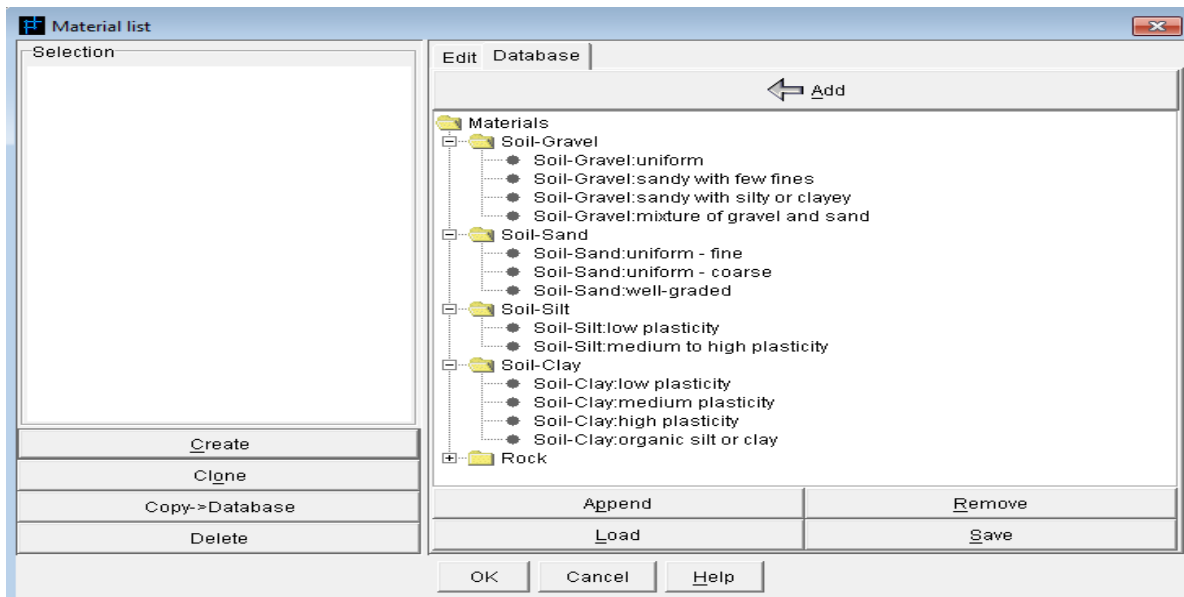 Material list
Selection
Create
Clone
Copy->Database
Delete
Edit Database
Add
Materials
Soil-Gravel
Soil-Gravel:uniform
Soil-Gravel:sandy with few fines
Soil-Gravel:sandy with silty or clayey
Soil-Gravel:mixture of gravel and sand
Soil-Sand
Soil-Sand:uniform - fine
Soil-Sand:uniform - coarse
Soil-Sand:well-graded
Soil-Silt
Soil-Silt:low plasticity
Soil-Silt:medium to high plasticity
Soil-Clay
Soil-Clay:low plasticity
Soil-Clay:medium plasticity
Soil-Clay:high plasticity
Soil-Clay:organic silt or clay
Rock
Append Remove
Load Save
OK Cancel Help